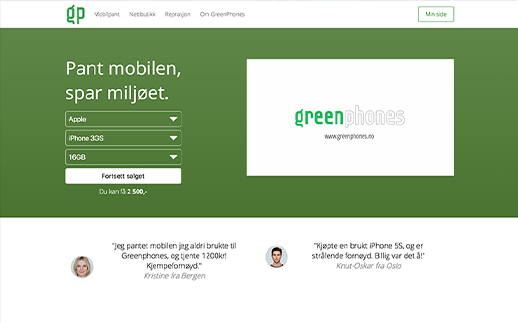 gp Mobilpant Nettbutikk Reprasjon Om GreenPhones Min side
Pant mobilen,
spar miljøet.
Apple
iPhone 3GS
16GB
Fortsett salget
Du kan få 2 500,-
greenphones
www.greenphones.no
"Jeg pantet mobilen jeg aldri brukte til
Greenphones, og tjente 1200kr!
Kjempefornøyd."
Kristine fra Bergen
"Kjøpte en brukt iPhone 5S, og er
strålende fornøyd. Billig var det å!"
Knut-Oskar fra Oslo